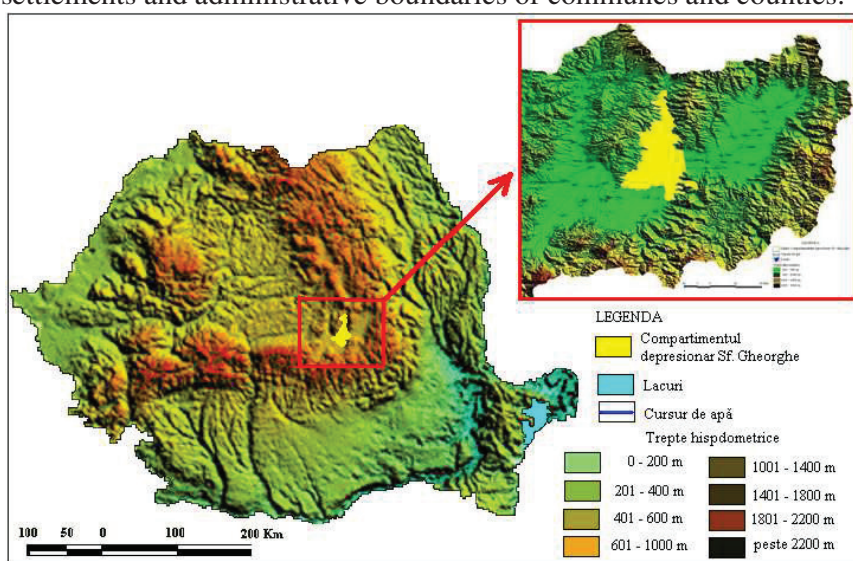 settlements and administrative boundaries of communes and counties.
LEGENDA
LEGENDA
Compartimentul
depresionar Sf. Gheorghe
Lacuri
Cursur de apă
Trepte hispdometrice
0 - 200 m
1001 - 1400 m
201 - 400 m
1401 - 1800 m
401 - 600 m
1801 - 2200 m
601 - 1000 m
peste 2200 m
100 50 0 100 200 Km